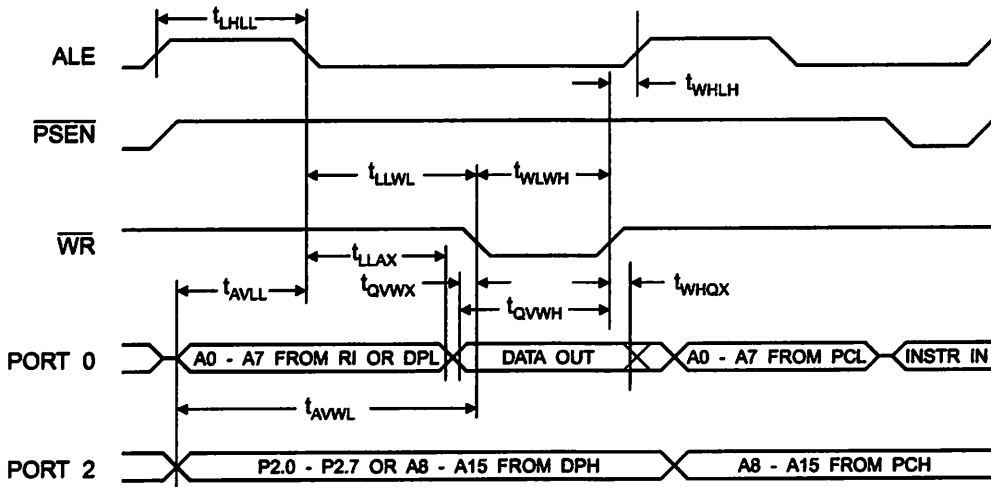 tLHLL
ALE
tWHLH
PSEN
tLLWL
tWLWH
WR
tLLAX
tQVWX
tWHQX
tAVLL
tQVWH
PORT 0
A0 - A7 FROM RI OR DPL
DATA OUT
A0 - A7 FROM PCL
INSTR IN
tAVWL
PORT 2
P2.0 - P2.7 OR A8 - A15 FROM DPH
A8 - A15 FROM PCH